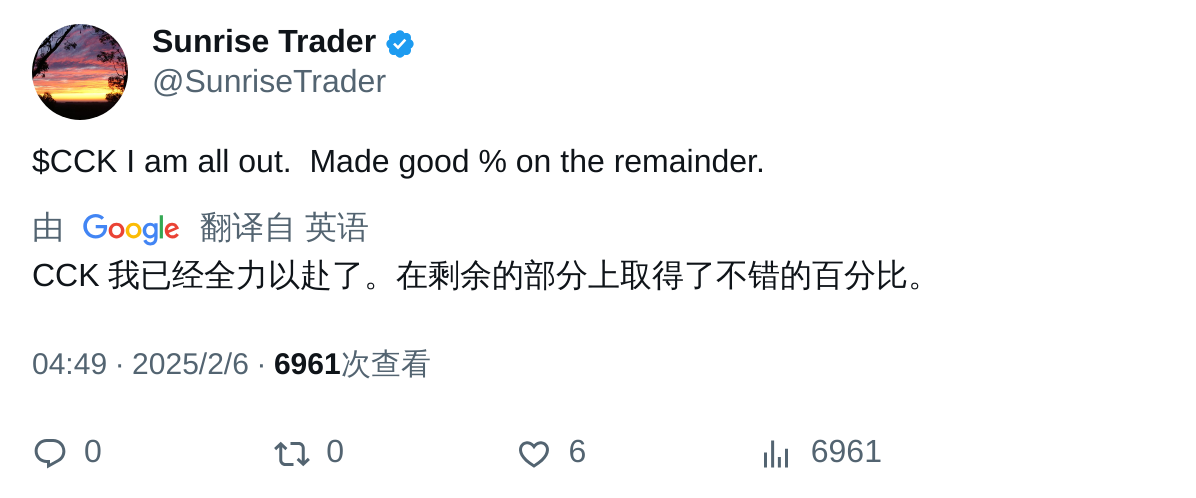 Sunrise Trader
@SunriseTrader
$CCK I am all out.  Made good % on the remainder.
由 Google 翻译自 英语
CCK 我已经全力以赴了。在剩余的部分上取得了不错的百分比。
04:49 · 2025/2/6 · 6961次查看
0 0 6 6961